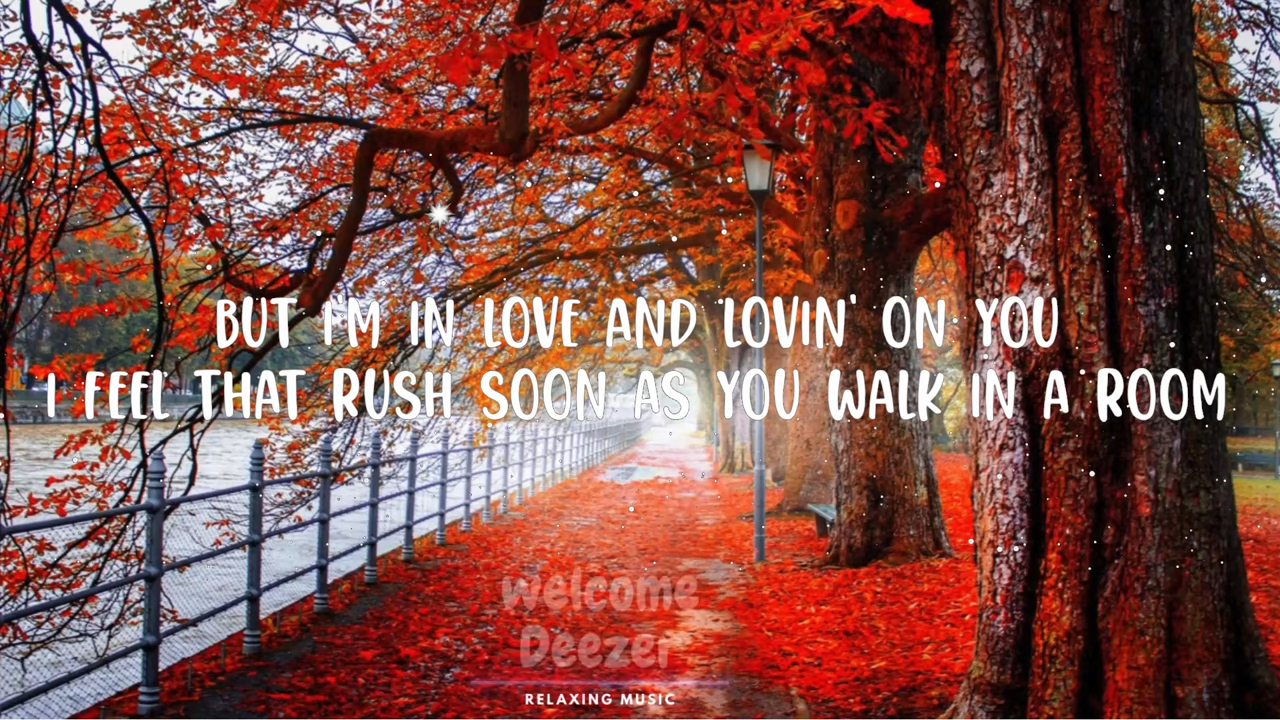 BUT I'M IN LOVE AND LOVIN' ON YOU
I FEEL THAT RUSH SOON AS YOU WALK IN A ROOM
welcome
Deezer
RELAXING MUSIC